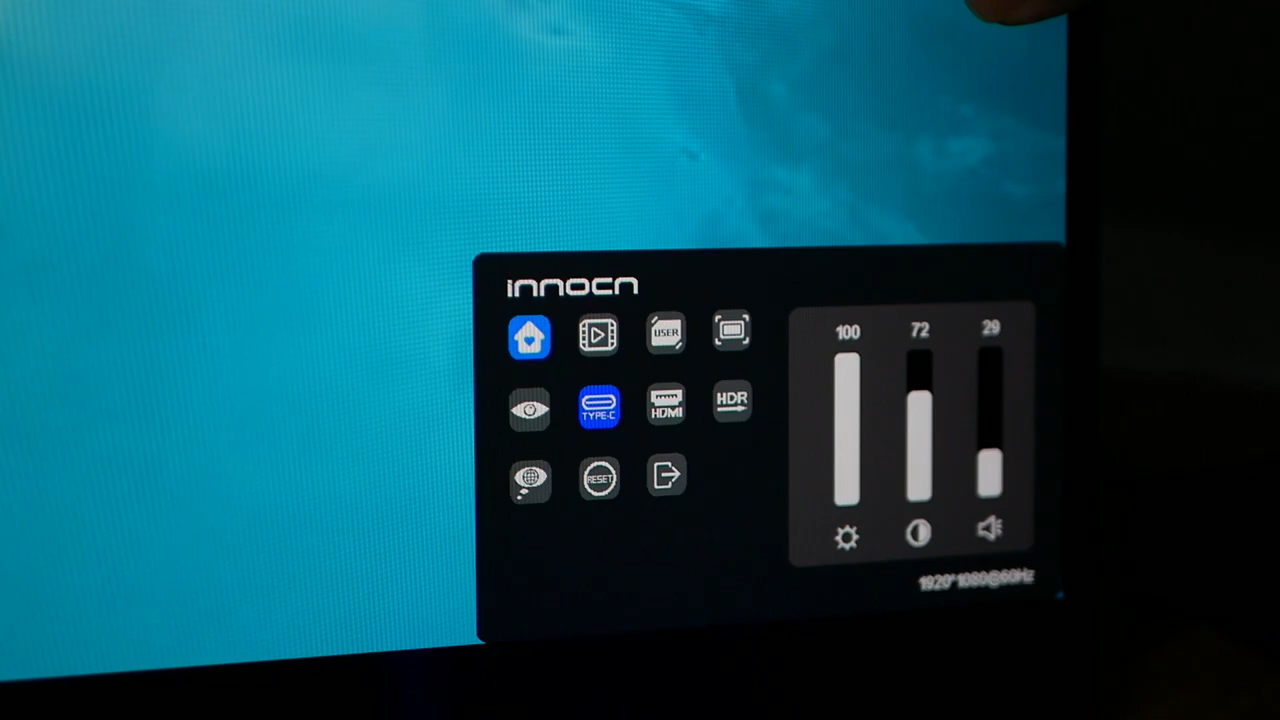 innocn
100 72 29
USER
TYPE-C HDMI HDR
RESET
1920*1080@60Hz